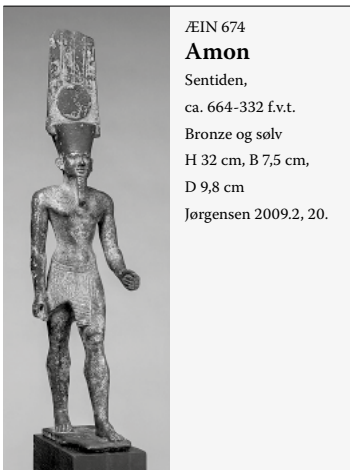 ÆIN 674
Amon
Sentiden,
ca. 664-332 f.v.t.
Bronze og sølv
H 32 cm, B 7,5 cm,
D 9,8 cm
Jørgensen 2009.2, 20.